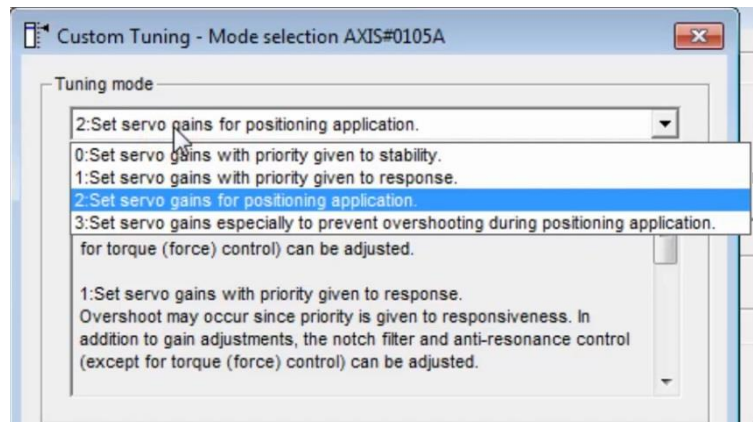 Custom Tuning - Mode selection AXIS#0105A
Tuning mode
2:Set servo gains for positioning application.
0:Set servo gains with priority given to stability.
1:Set servo gains with priority given to response.
2:Set servo gains for positioning application.
3:Set servo gains especially to prevent overshooting during positioning application.
for torque (force) control) can be adjusted.
1:Set servo gains with priority given to response.
Overshoot may occur since priority is given to responsiveness. In
addition to gain adjustments, the notch filter and anti-resonance control
(except for torque (force) control) can be adjusted.